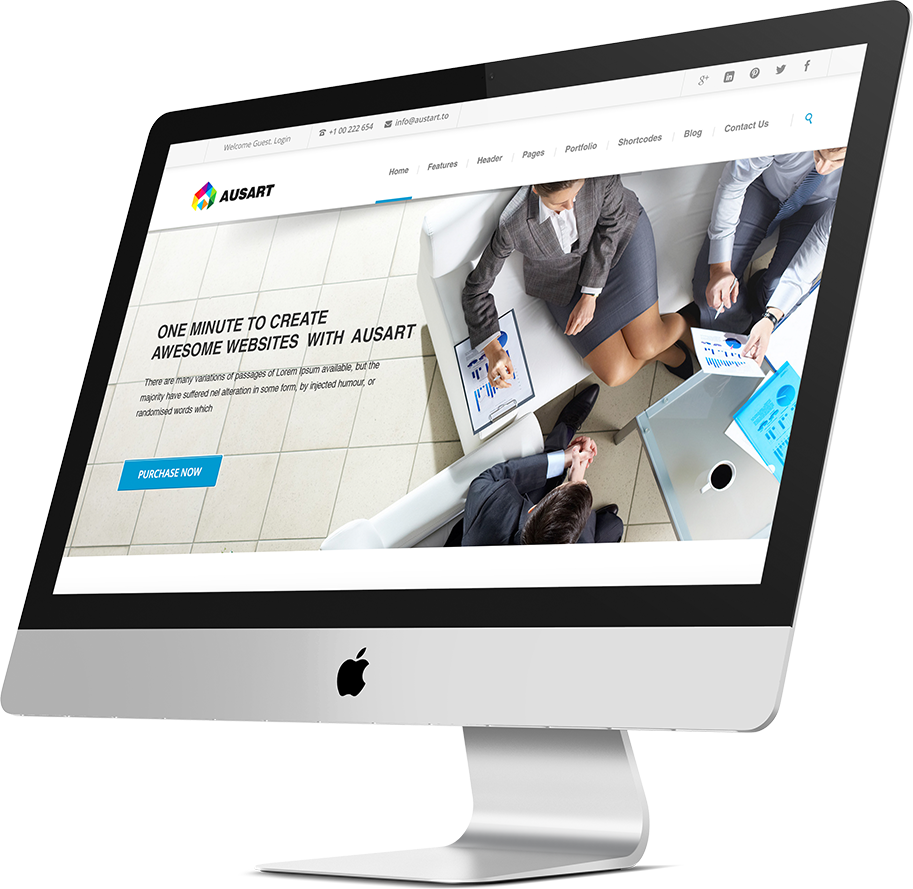 Welcome Guest. Login
+1 00 222 654
info@austart.to
g+ in f
AUSART
Home
Features
Header
Pages
Portfolio
Shortcodes
Blog
Contact Us
ONE MINUTE TO CREATE
AWESOME WEBSITES WITH AUSART
There are many variations of passages of Lorem Ipsum available, but the
majority have suffered nel alteration in some form, by injected humour, or
randomised words which
PURCHASE NOW